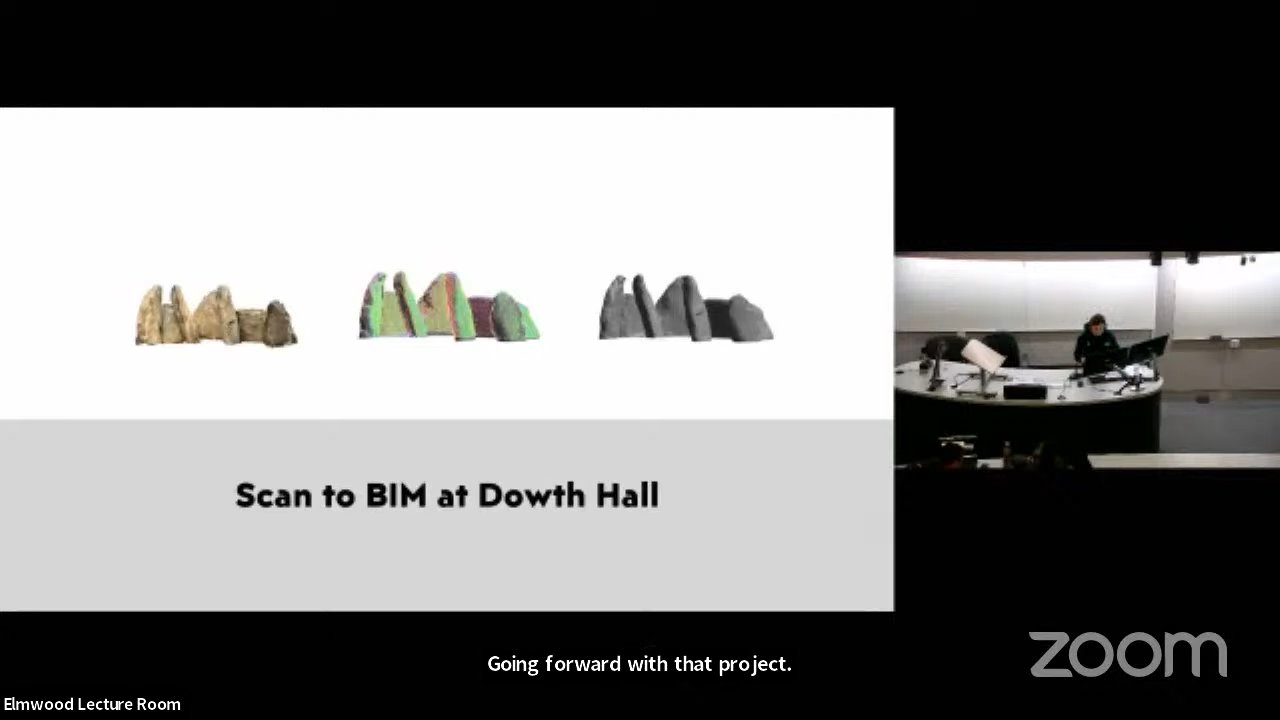 Scan to BIM at Dowth Hall
Going forward with that project.
zoom
Elmwood Lecture Room